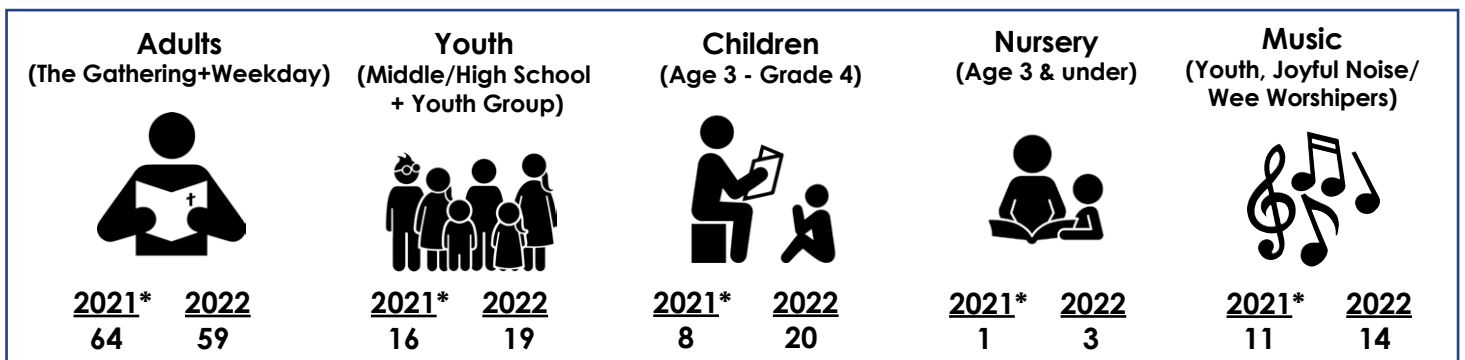 Adults
(The Gathering+Weekday)
2021* 2022
64 59
Youth
(Middle/High School
+ Youth Group)
2021* 2022
16 19
Children
(Age 3 - Grade 4)
2021* 2022
8 20
Nursery
(Age 3 & under)
2021* 2022
1 3
Music
(Youth, Joyful Noise/
Wee Worshipers)
2021* 2022
11 14